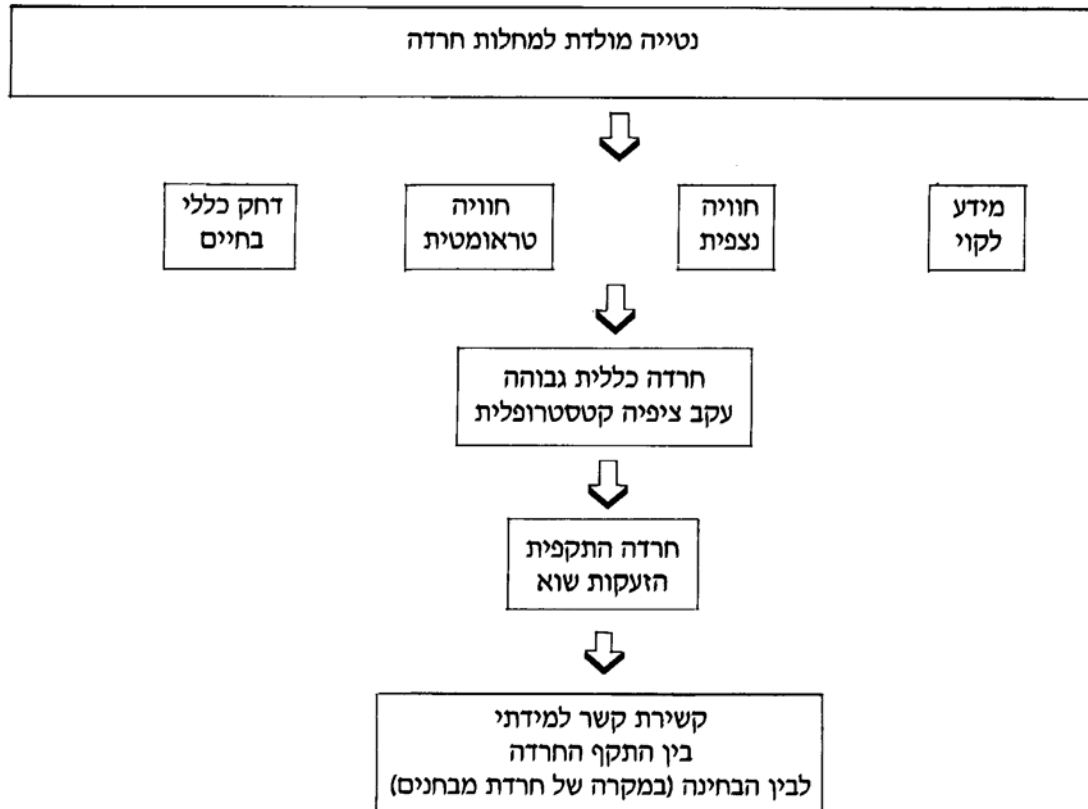 נטייה מולדת למחלות חרדה
מידע
לקוי
חוויה
נצפית
חוויה
טראומטית
דחק כללי
בחיים
חרדה כללית גבוהה
עקב ציפיה קטסטרופלית
חרדה התקפית
הזעקות שוא
קשירת קשר למידתי
בין התקף החרדה
לבין הבחינה (במקרה של חרדת מבחנים)